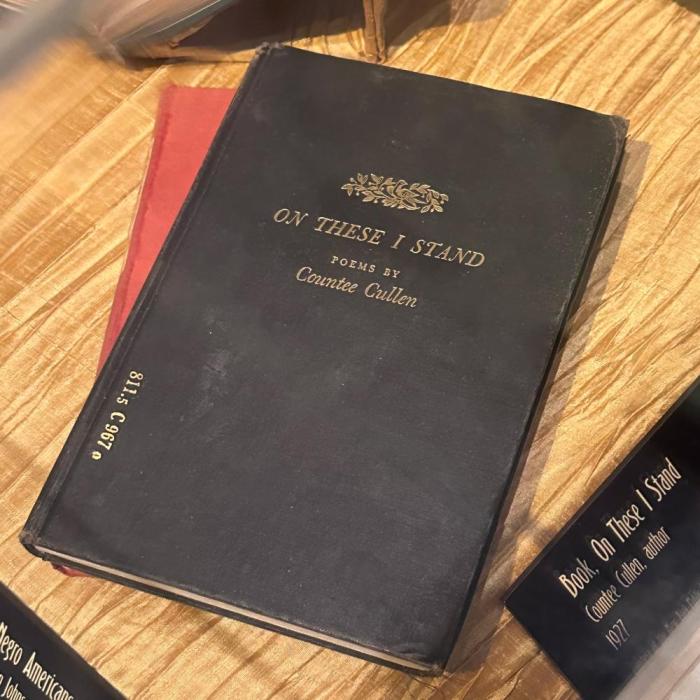 ON THESE I STAND
POEMS BY
Countee Cullen
811.5 C967o
Book, On These I Stand
Countee Cullen, author
1927
Negro Americans